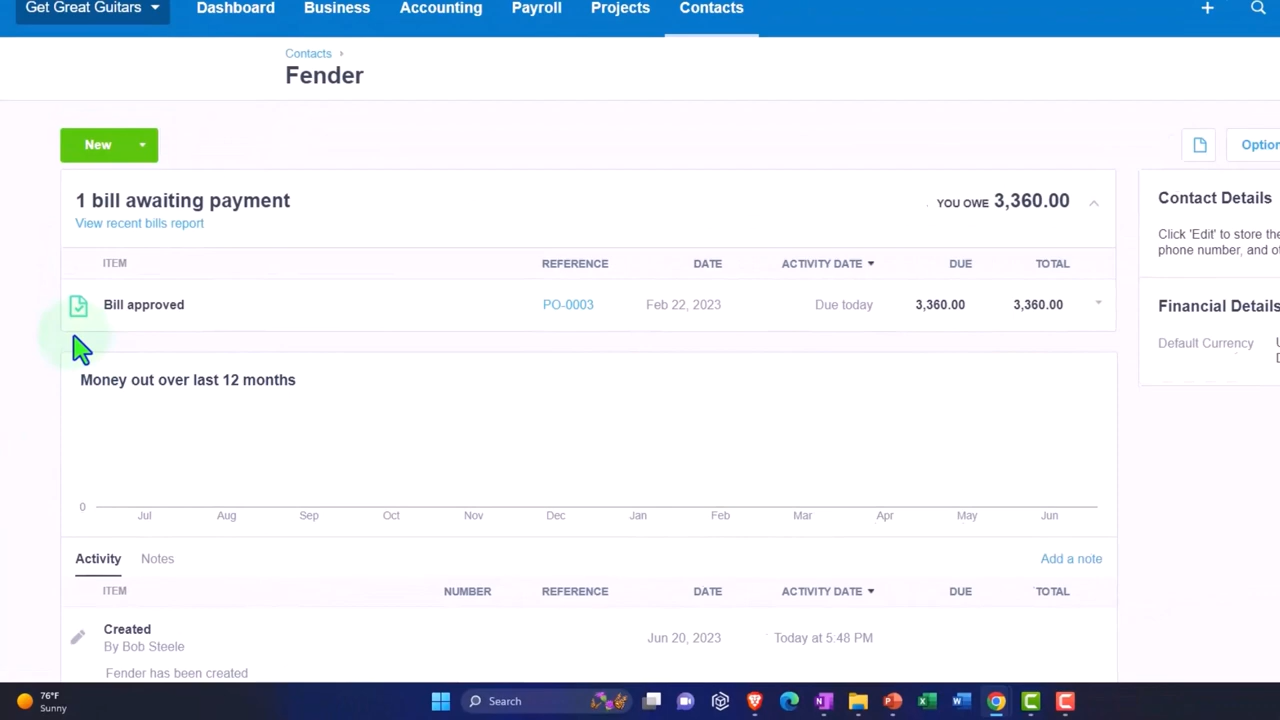 Get Great Guitars Dashboard Business Accounting Payroll Projects Contacts
Contacts
Fender
New
1 bill awaiting payment
YOU OWE 3,360.00
View recent bills report
ITEM REFERENCE DATE ACTIVITY DATE DUE TOTAL
Bill approved PO-0003 Feb 22, 2023 Due today 3,360.00 3,360.00
Money out over last 12 months
0
Jul Aug Sep Oct Nov Dec Jan Feb Mar Apr May Jun
Activity Notes Add a note
ITEM NUMBER REFERENCE DATE ACTIVITY DATE DUE TOTAL
Created
By Bob Steele
Jun 20, 2023 Today at 5:48 PM
Fender has been created
Contact Details
Click 'Edit' to store the
phone number, and
Financial Details
Default Currency
76°F
Sunny
Search